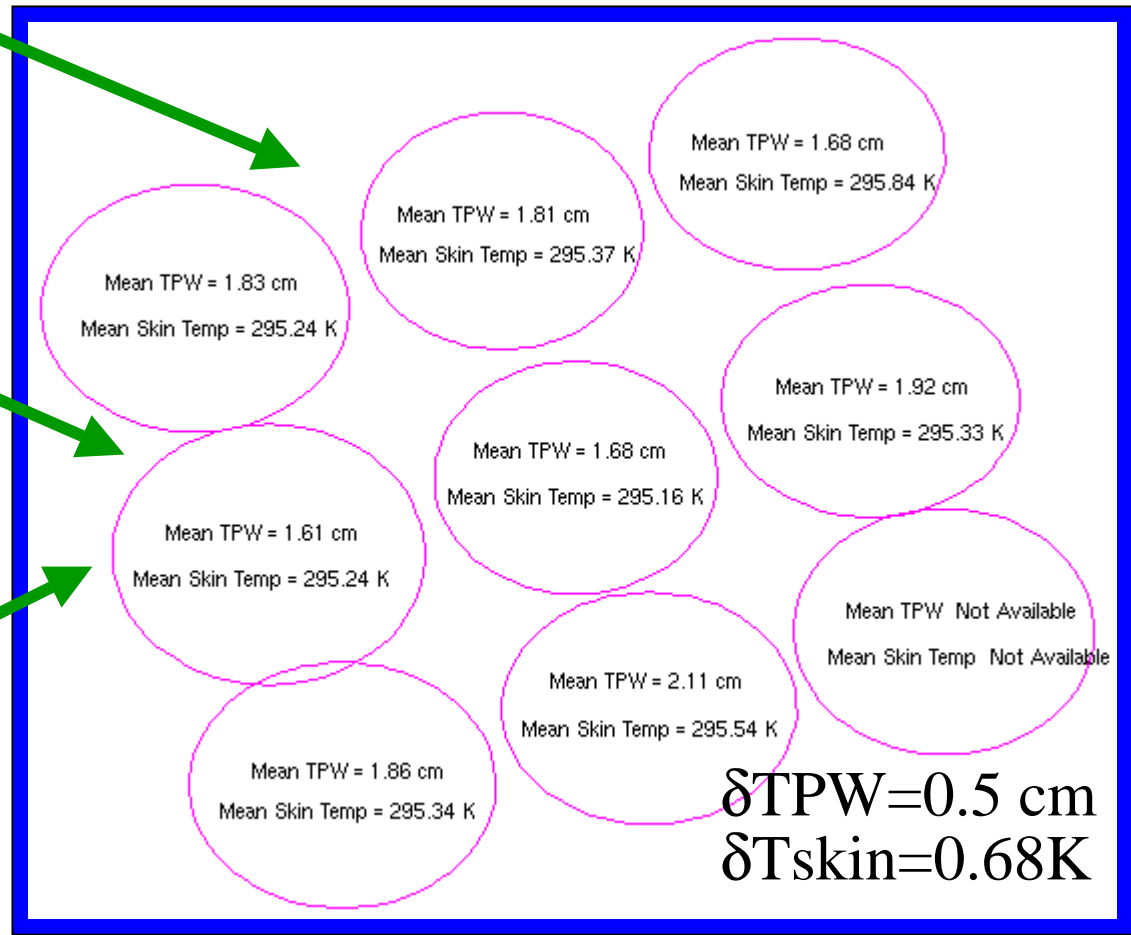 Mean TPW = 1.68 cm
Mean Skin Temp = 295.84 K
Mean TPW = 1.81 cm
Mean Skin Temp = 295.37 K
Mean TPW = 1.83 cm
Mean Skin Temp = 295.24 K
Mean TPW = 1.92 cm
Mean Skin Temp = 295.33 K
Mean TPW = 1.68 cm
Mean Skin Temp = 295.16 K
Mean TPW = 1.61 cm
Mean Skin Temp = 295.24 K
Mean TPW Not Available
Mean Skin Temp Not Available
Mean TPW = 2.11 cm
Mean Skin Temp = 295.54 K
Mean TPW = 1.86 cm
Mean Skin Temp = 295.34 K
δTPW=0.5 cm
δTskin=0.68K